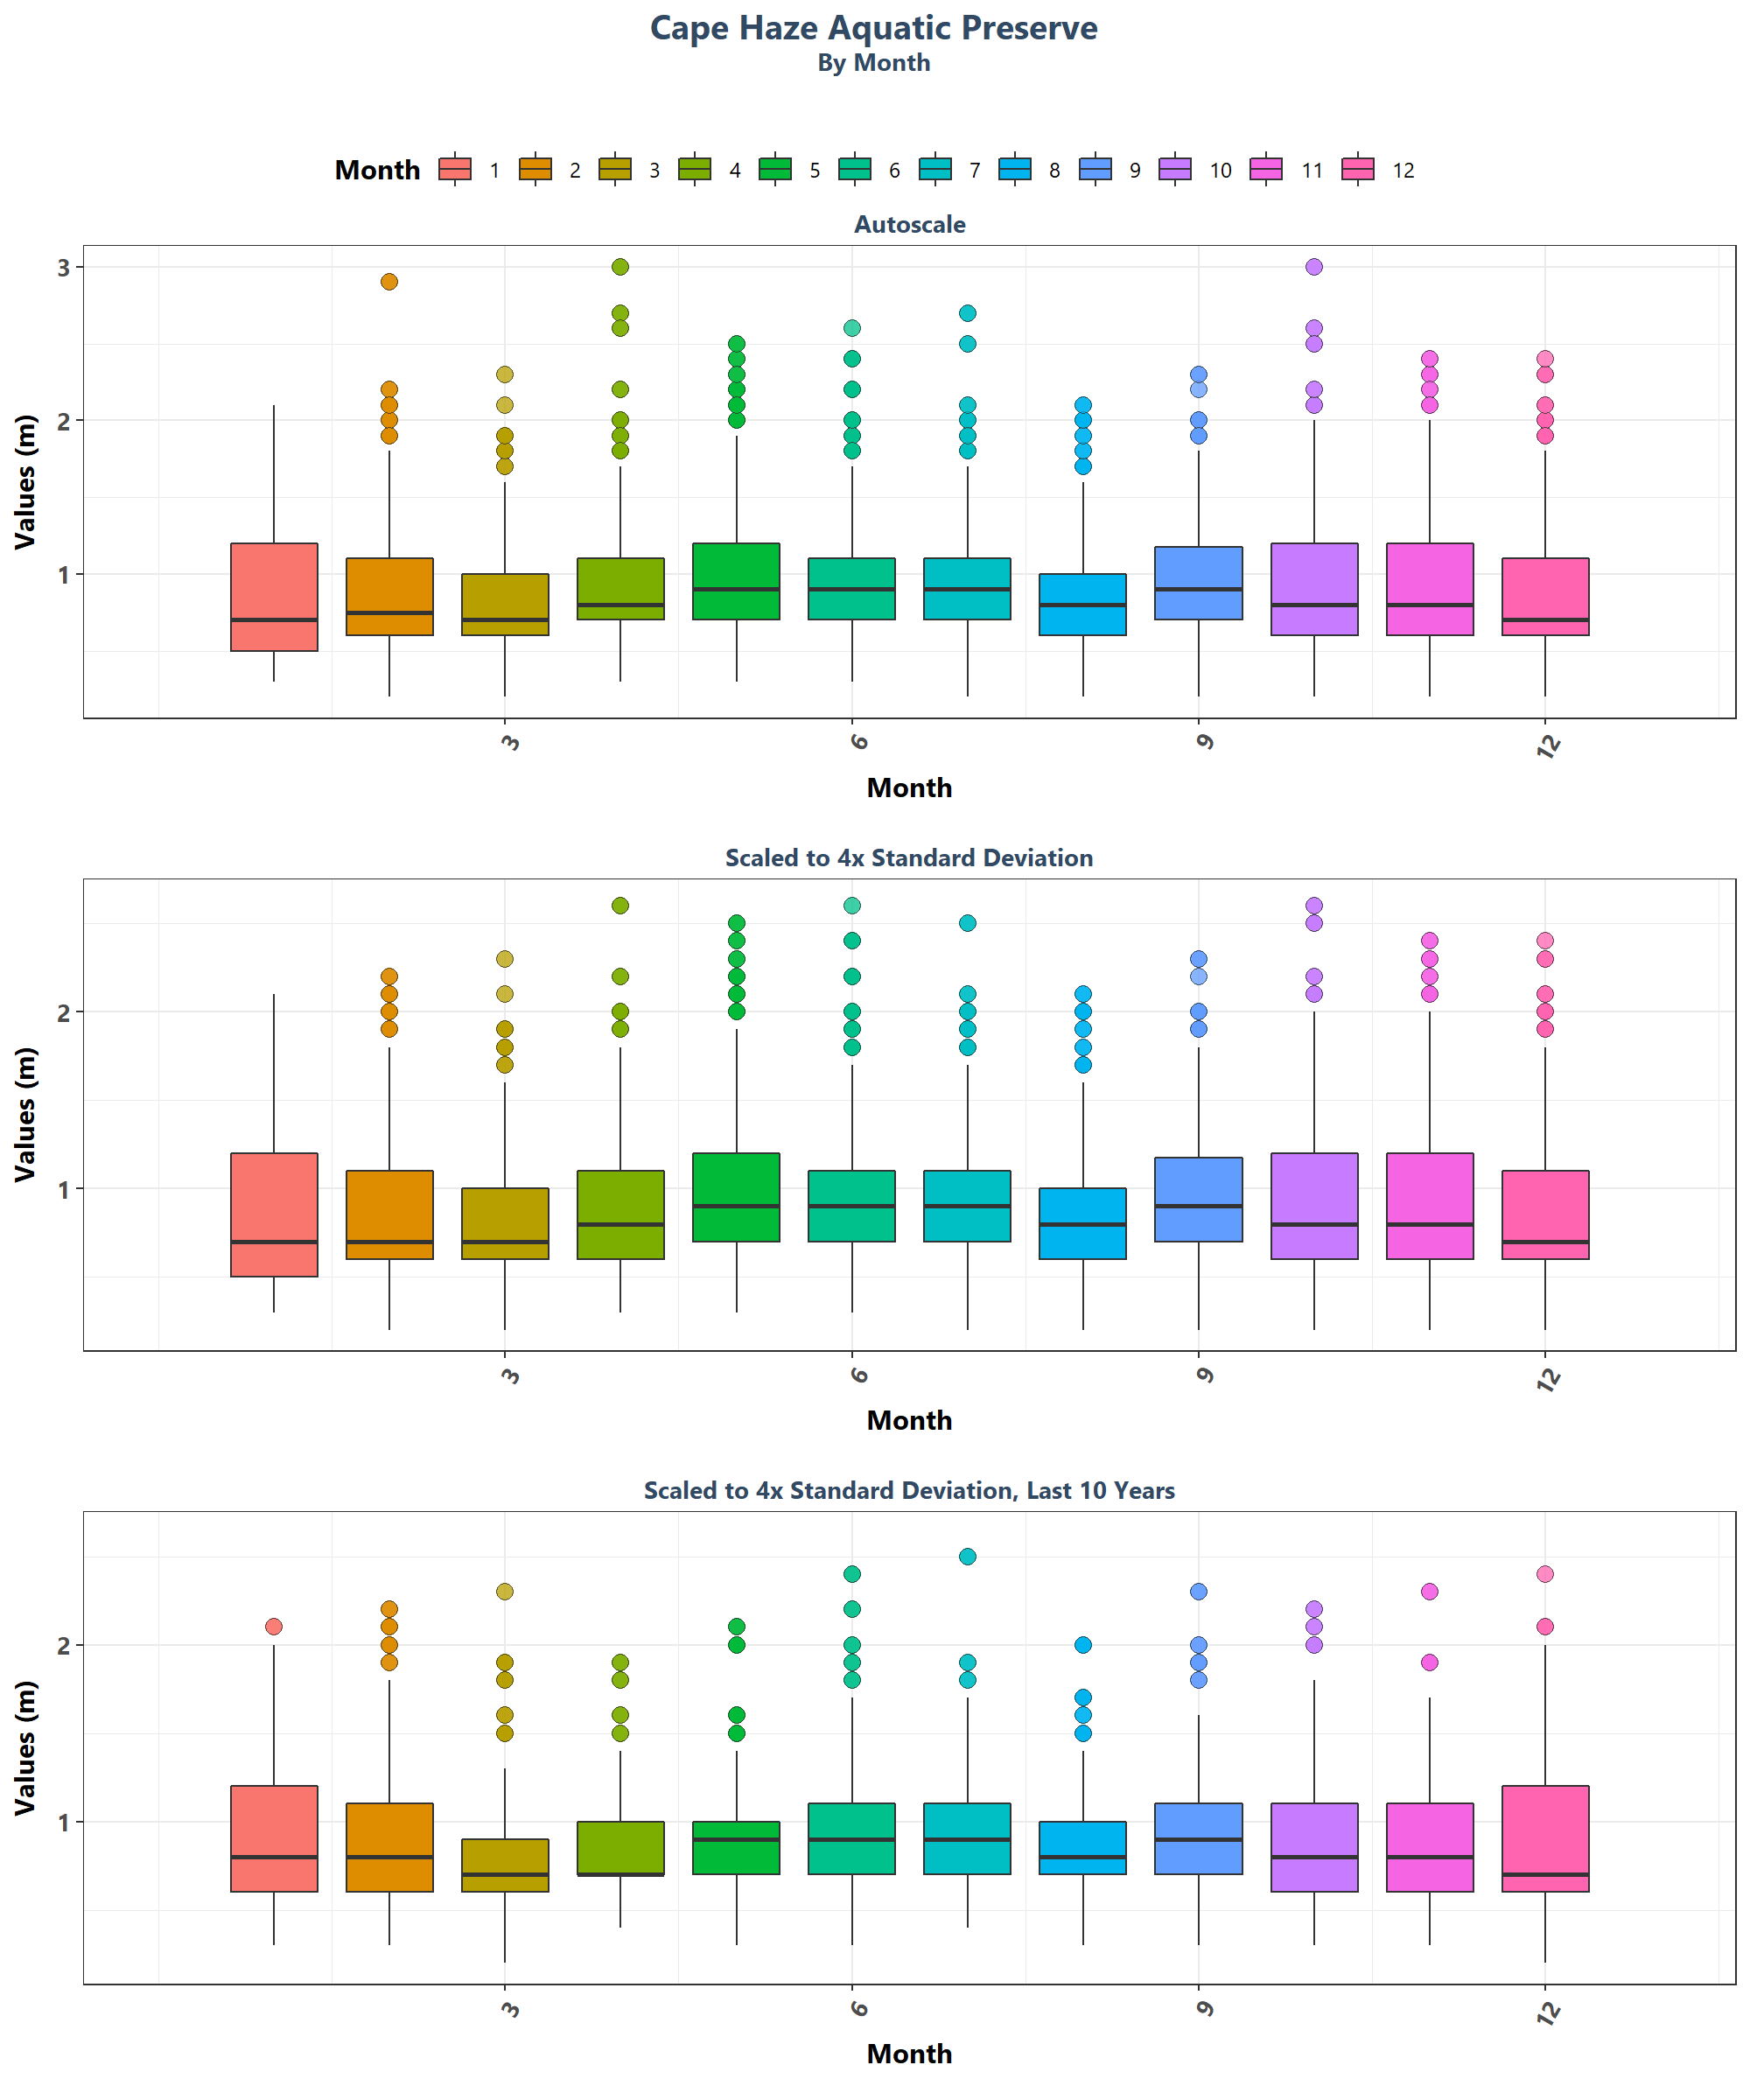 Cape Haze Aquatic Preserve
By Month
Month 1 2 3 4 5 6 7 8 9 10 11 12
Autoscale
Values (m)
3
2
1
3 6 9 12
Month
Scaled to 4x Standard Deviation
Values (m)
2
1
3 6 9 12
Month
Scaled to 4x Standard Deviation, Last 10 Years
Values (m)
2
1
3 6 9 12
Month